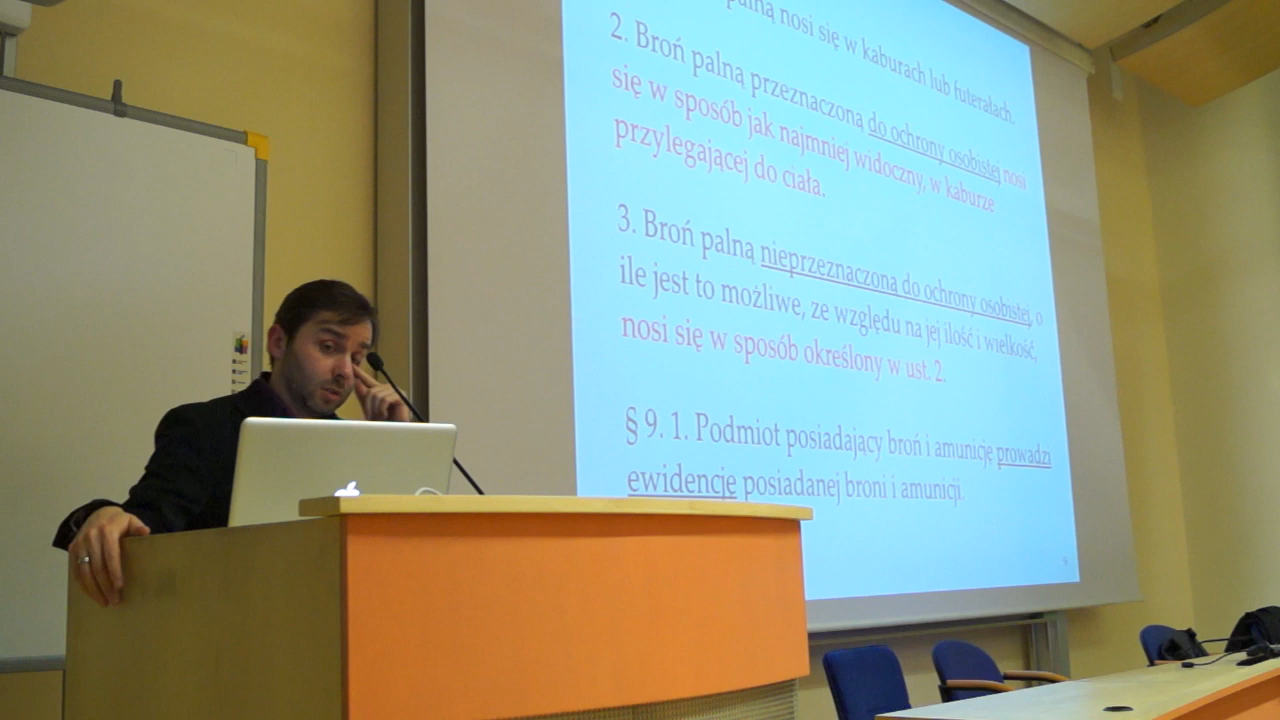 palną nosi się w kaburach lub futerałach.
2. Broń palną przeznaczoną do ochrony osobistej nosi
się w sposób jak najmniej widoczny, w kaburze
przylegającej do ciała.
3. Broń palną nieprzeznaczoną do ochrony osobistej, o
ile jest to możliwe, ze względu na jej ilość i wielkość,
nosi się w sposób określony w ust. 2.
§ 9. 1. Podmiot posiadający broń i amunicję prowadzi
ewidencję posiadanej broni i amunicji.